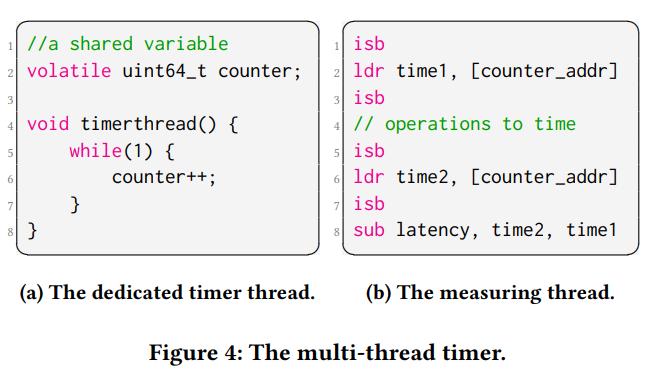 1 //a shared variable
2 volatile uint64_t counter;
3
4 void timerthread() {
5     while(1) {
6         counter++;
7     }
8 }
(a) The dedicated timer thread.
1 isb
2 ldr time1, [counter_addr]
3 isb
4 // operations to time
5 isb
6 ldr time2, [counter_addr]
7 isb
8 sub latency, time2, time1
(b) The measuring thread.
Figure 4: The multi-thread timer.